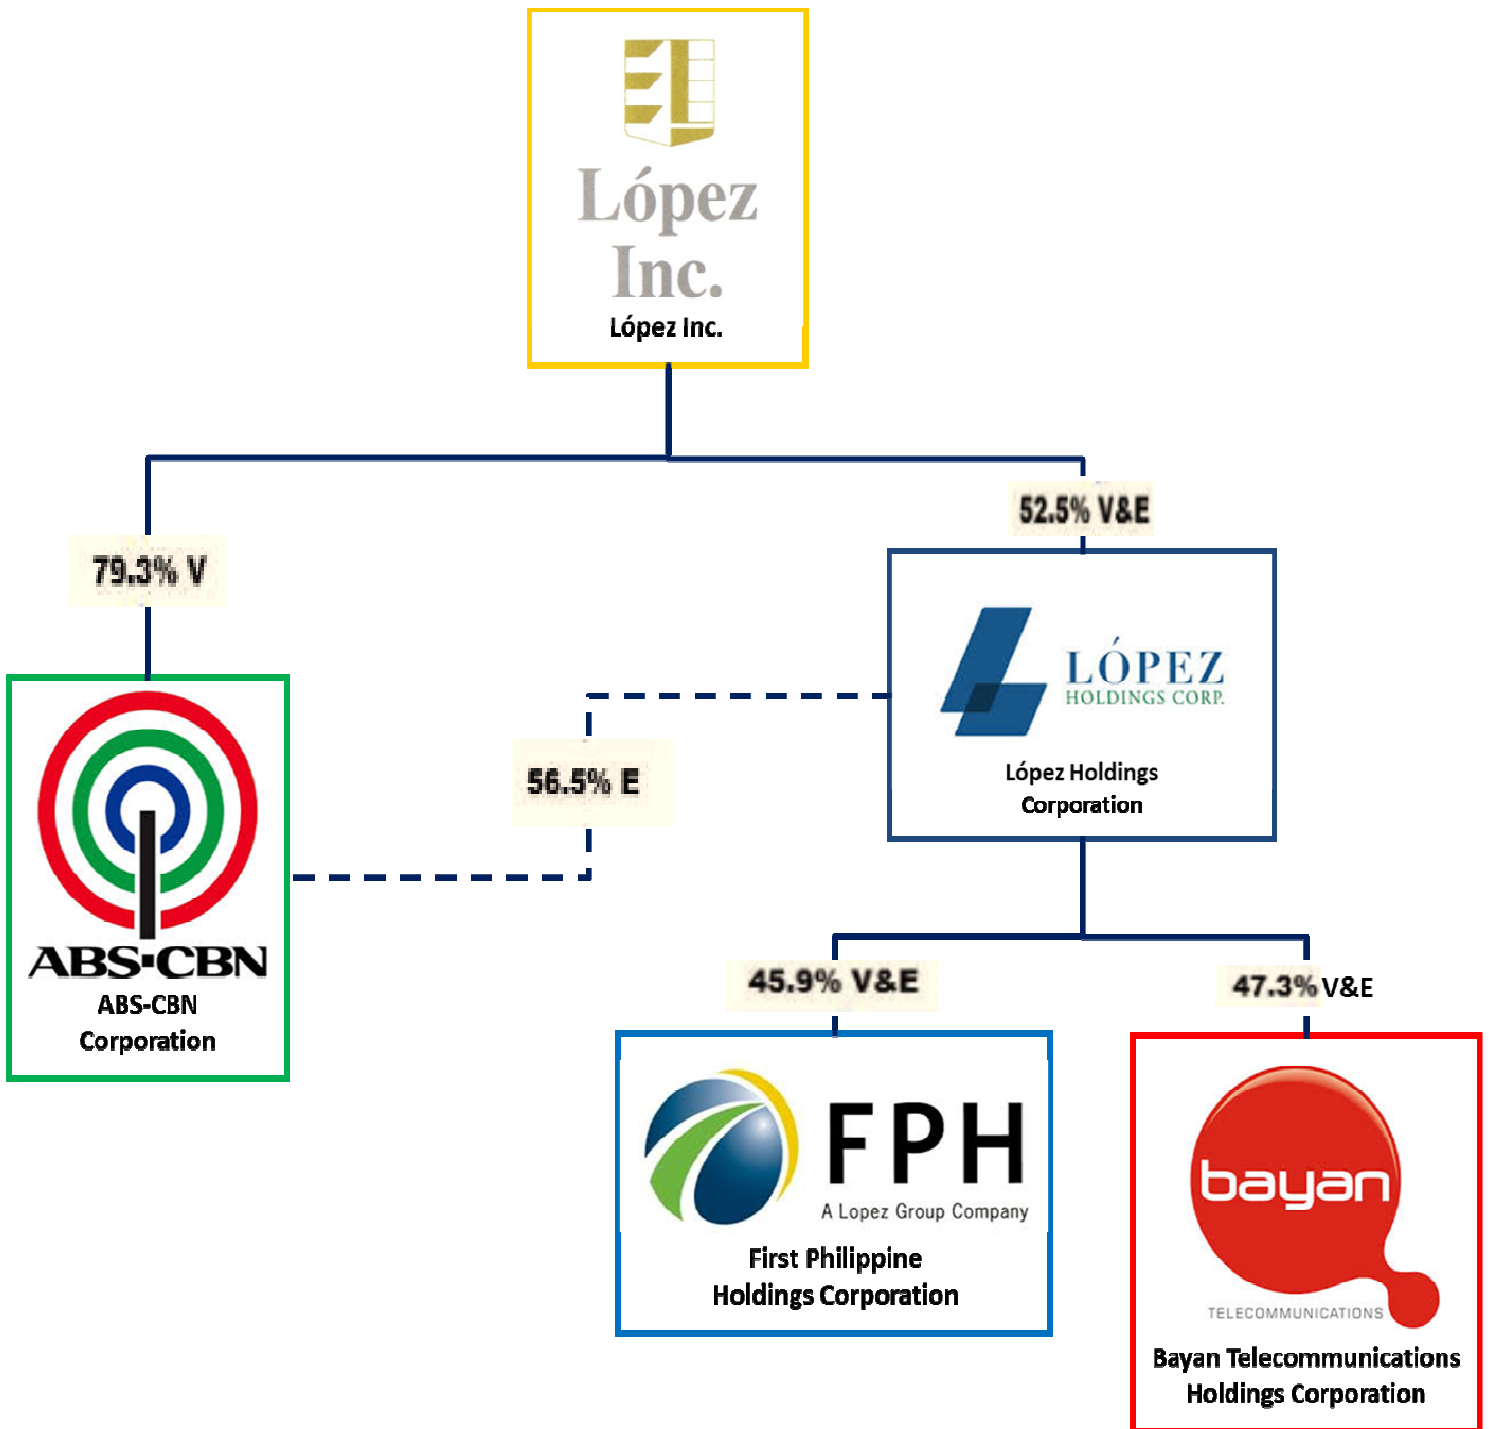 López
Inc.
López Inc.
52.5% V&E
79.3% V
LÓPEZ
HOLDINGS CORP.
López Holdings
Corporation
56.5% E
ABS-CBN
ABS-CBN
Corporation
45.9% V&E
47.3% V&E
FPH
A Lopez Group Company
First Philippine
Holdings Corporation
bayan
TELECOMMUNICATIONS
Bayan Telecommunications
Holdings Corporation